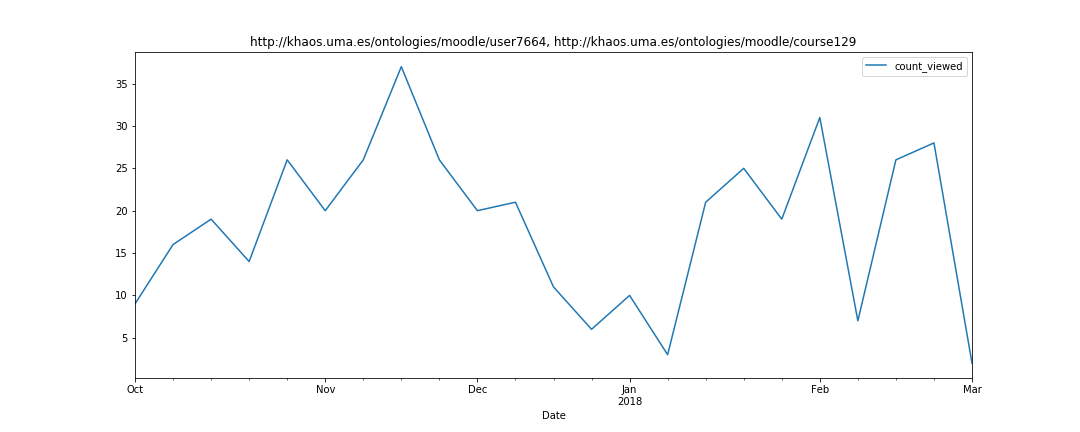 http://khaos.uma.es/ontologies/moodle/user7664, http://khaos.uma.es/ontologies/moodle/course129
count_viewed
35
30
25
20
15
10
5
Oct Nov Dec Jan Feb Mar
2018
Date